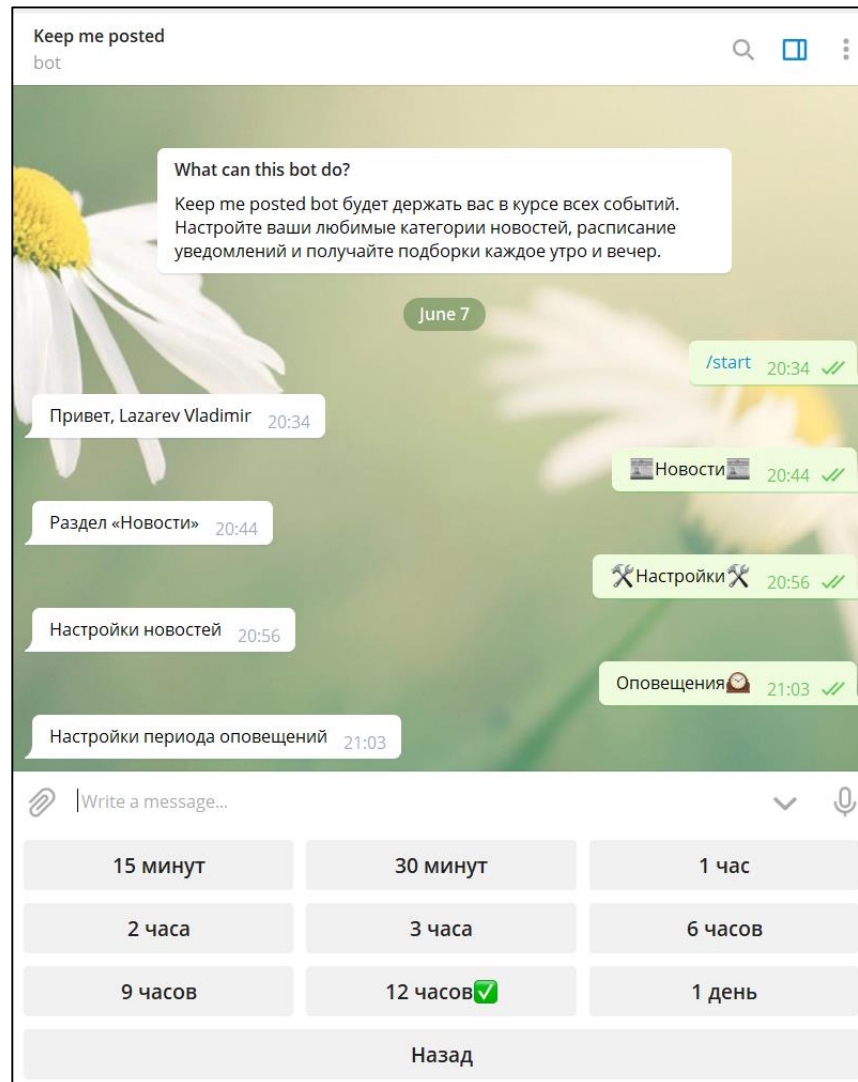 Keep me posted
bot
What can this bot do?
Keep me posted bot будет держать вас в курсе всех событий.
Настройте ваши любимые категории новостей, расписание
уведомлений и получайте подборки каждое утро и вечер.
June 7
/start 20:34
Привет, Lazarev Vladimir 20:34
Новости 20:44
Раздел «Новости» 20:44
Настройки 20:56
Настройки новостей 20:56
Оповещения 21:03
Настройки периода оповещений 21:03
Write a message...
15 минут 30 минут 1 час
2 часа 3 часа 6 часов
9 часов 12 часов✅ 1 день
Назад